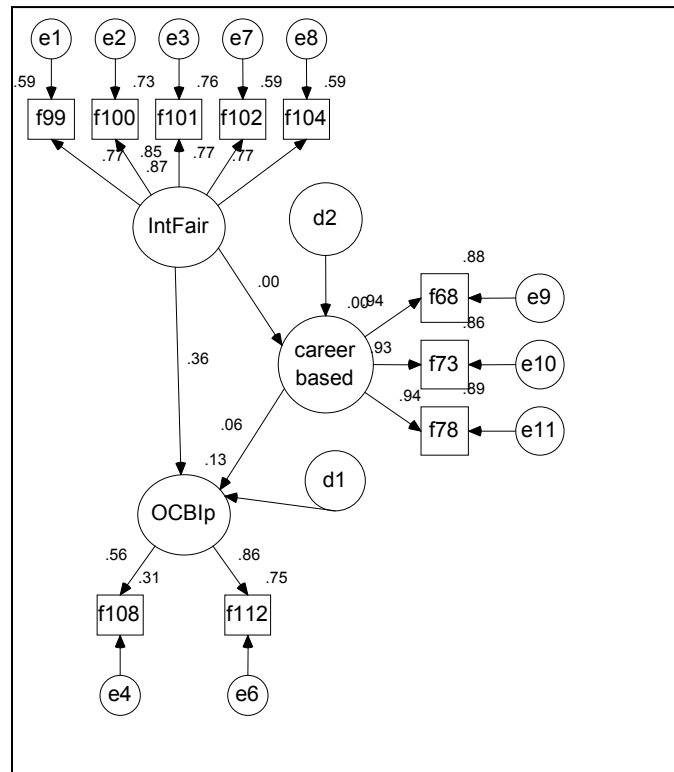 e1 e2 e3 e7 e8
.59 .73 .76 .59 .59
f99 f100 f101 f102 f104
.77 .85 .87 .77 .77
IntFair
d2
.00
.88
f68
e9
.00 .94
.86
career
based
.93
f73
e10
.36
.94
.89
f78
e11
.06
.13
d1
OCBIp
.56 .86
.31 .75
f108 f112
e4 e6